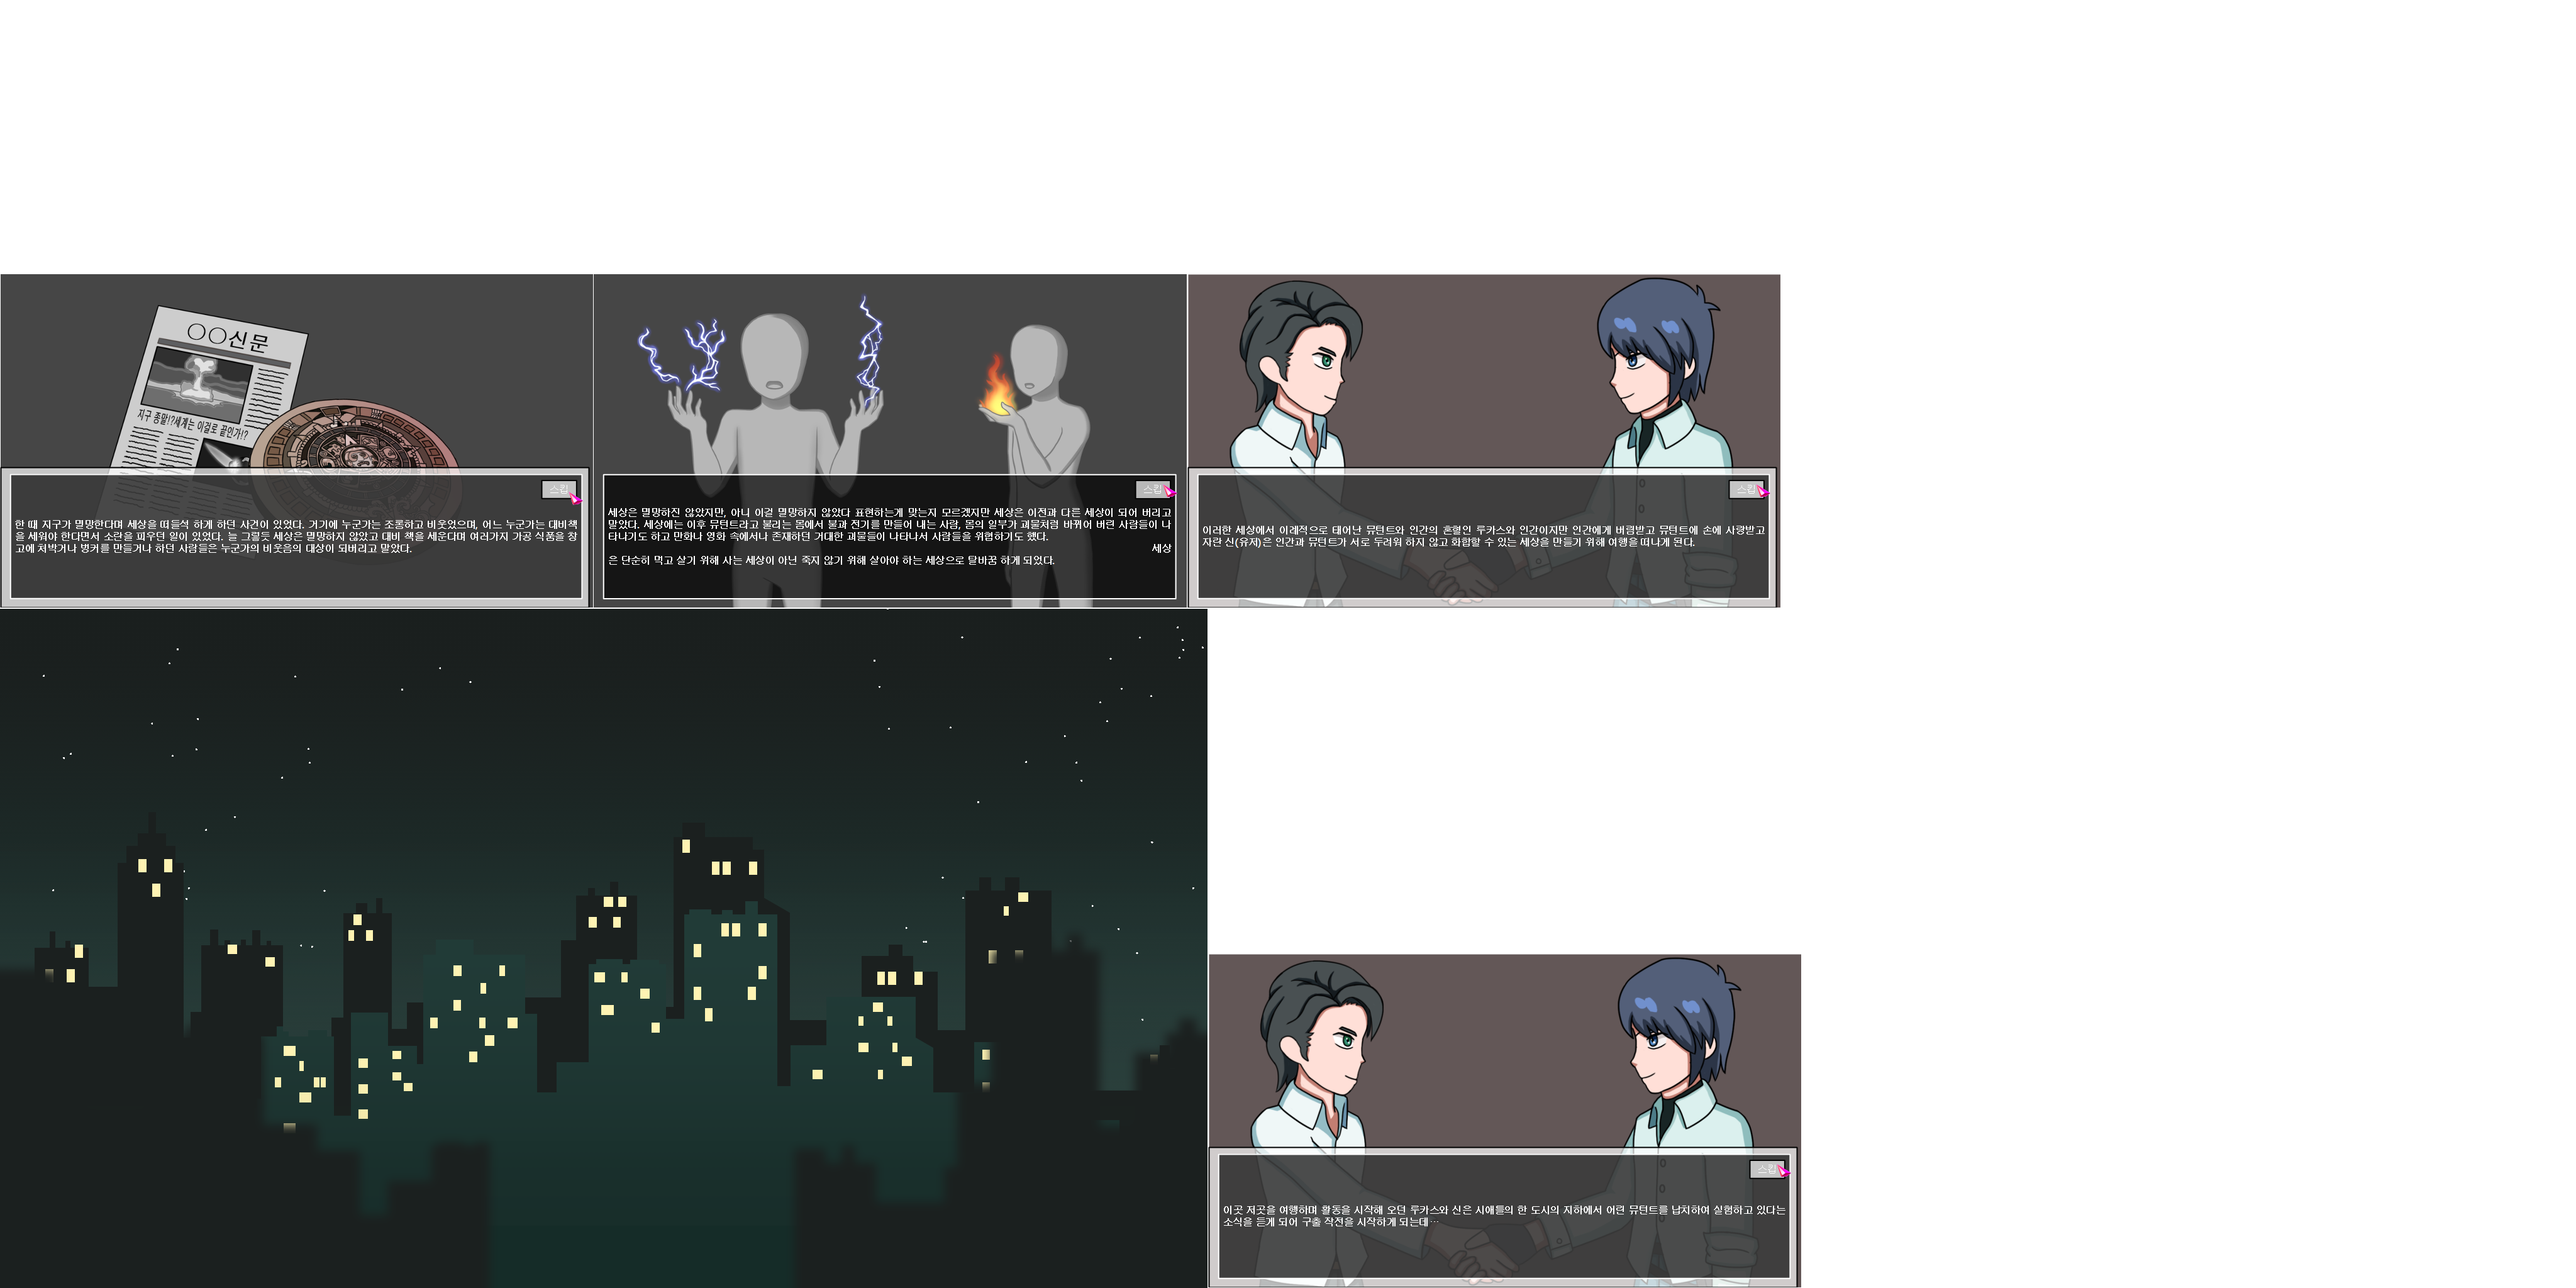 ○○신문
지구 종말!?세계는 이걸로 끝인가!?
스킵
한 때 지구가 멸망한다며 세상을 떠들석 하게 하던 사건이 있었다. 거기에 누군가는 조롱하고 비웃었으며, 어느 누군가는 대비책
을 세워야 한다면서 소란을 피우던 일이 있었다. 늘 그렇듯 세상은 멸망하지 않았고 대비 책을 세운다며 여러가지 가공 식품을 창
고에 처박거나 벙커를 만들거나 하던 사람들은 누군가의 비웃음의 대상이 되버리고 말았다.
스킵
세상은 멸망하진 않았지만, 아니 이걸 멸망하지 않았다 표현하는게 맞는지 모르겠지만 세상은 이전과 다른 세상이 되어 버리고
말았다. 세상에는 이후 뮤턴트라고 불리는 몸에서 불과 전기를 만들어 내는 사람, 몸의 일부가 괴물처럼 바뀌어 버린 사람들이 나
타나기도 하고 만화나 영화 속에서나 존재하던 거대한 괴물들이 나타나서 사람들을 위협하기도 했다.
세상
은 단순히 먹고 살기 위해 사는 세상이 아닌 죽지 않기 위해 살아야 하는 세상으로 탈바꿈 하게 되었다.
스킵
이러한 세상에서 이례적으로 태어난 뮤턴트와 인간의 혼혈인 루카스와 인간이지만 인간에게 버림받고 뮤턴트에 손에 사랑받고
자란 신(유저)은 인간과 뮤턴트가 서로 두려워 하지 않고 화합할 수 있는 세상을 만들기 위해 여행을 떠나게 된다.
스킵
이곳 저곳을 여행하며 활동을 시작해 오던 루카스와 신은 시애틀의 한 도시의 지하에서 어린 뮤턴트를 납치하여 실험하고 있다는
소식을 듣게 되어 구출 작전을 시작하게 되는데…